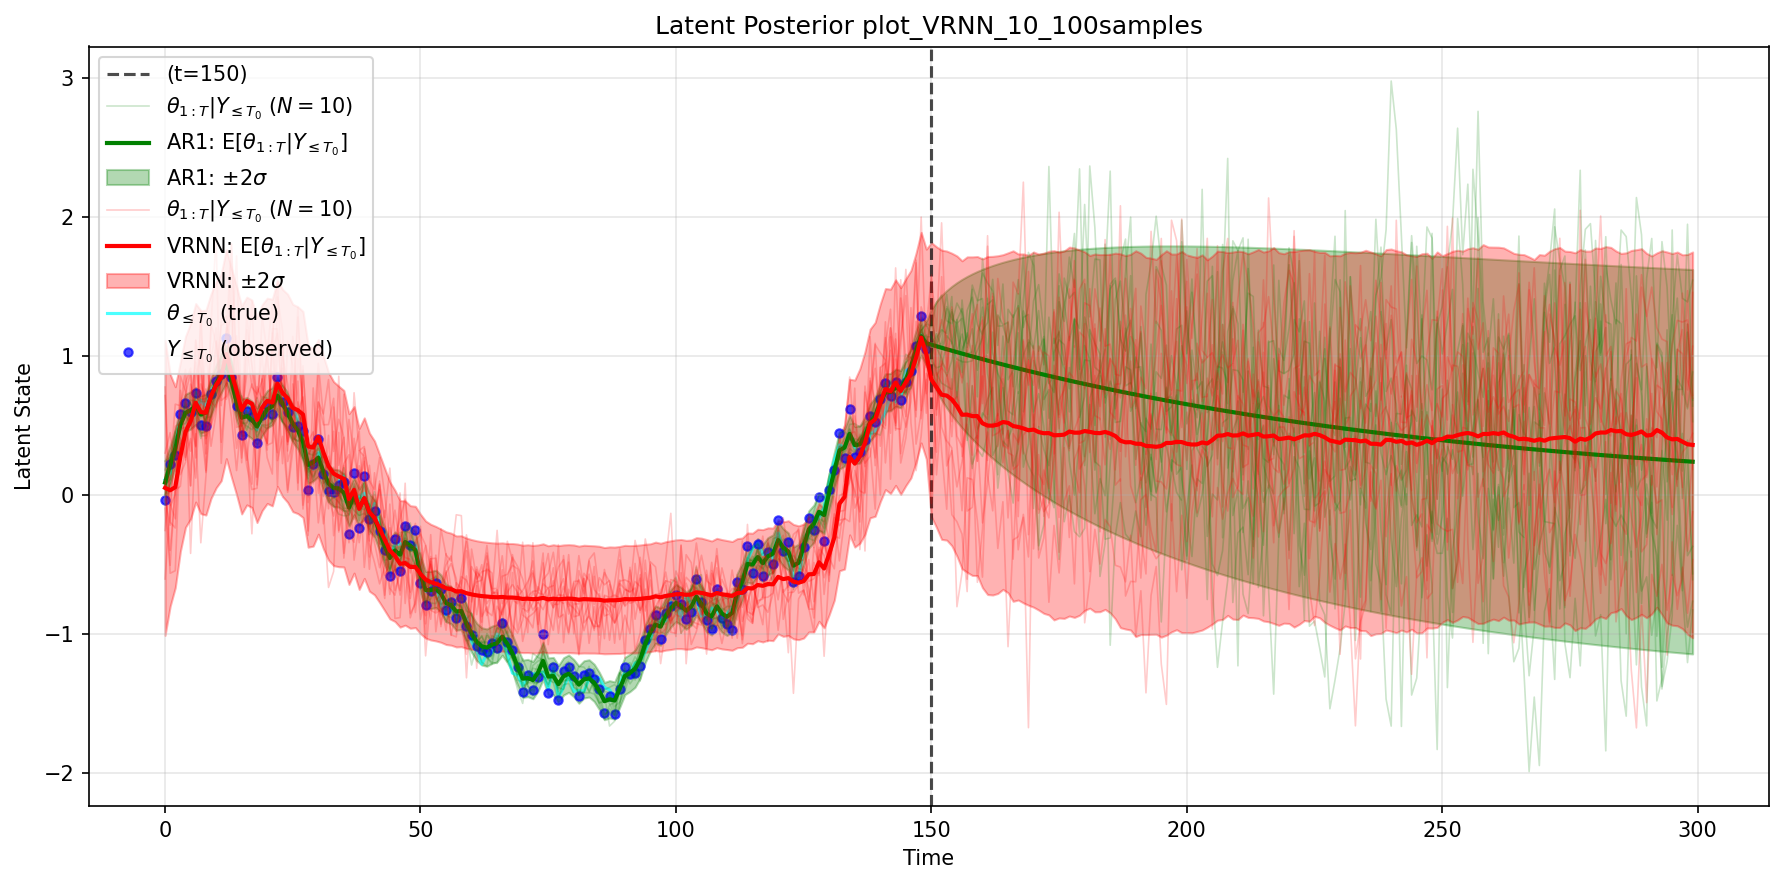 Latent Posterior plot_VRNN_10_100samples
(t=150)
θ₁:T|Y≤T₀ (N = 10)
AR1: E[θ₁:T|Y≤T₀]
AR1: ±2σ
θ₁:T|Y≤T₀ (N = 10)
VRNN: E[θ₁:T|Y≤T₀]
VRNN: ±2σ
θ≤T₀ (true)
Y≤T₀ (observed)
3
2
1
0
−1
−2
Latent State
0 50 100 150 200 250 300
Time